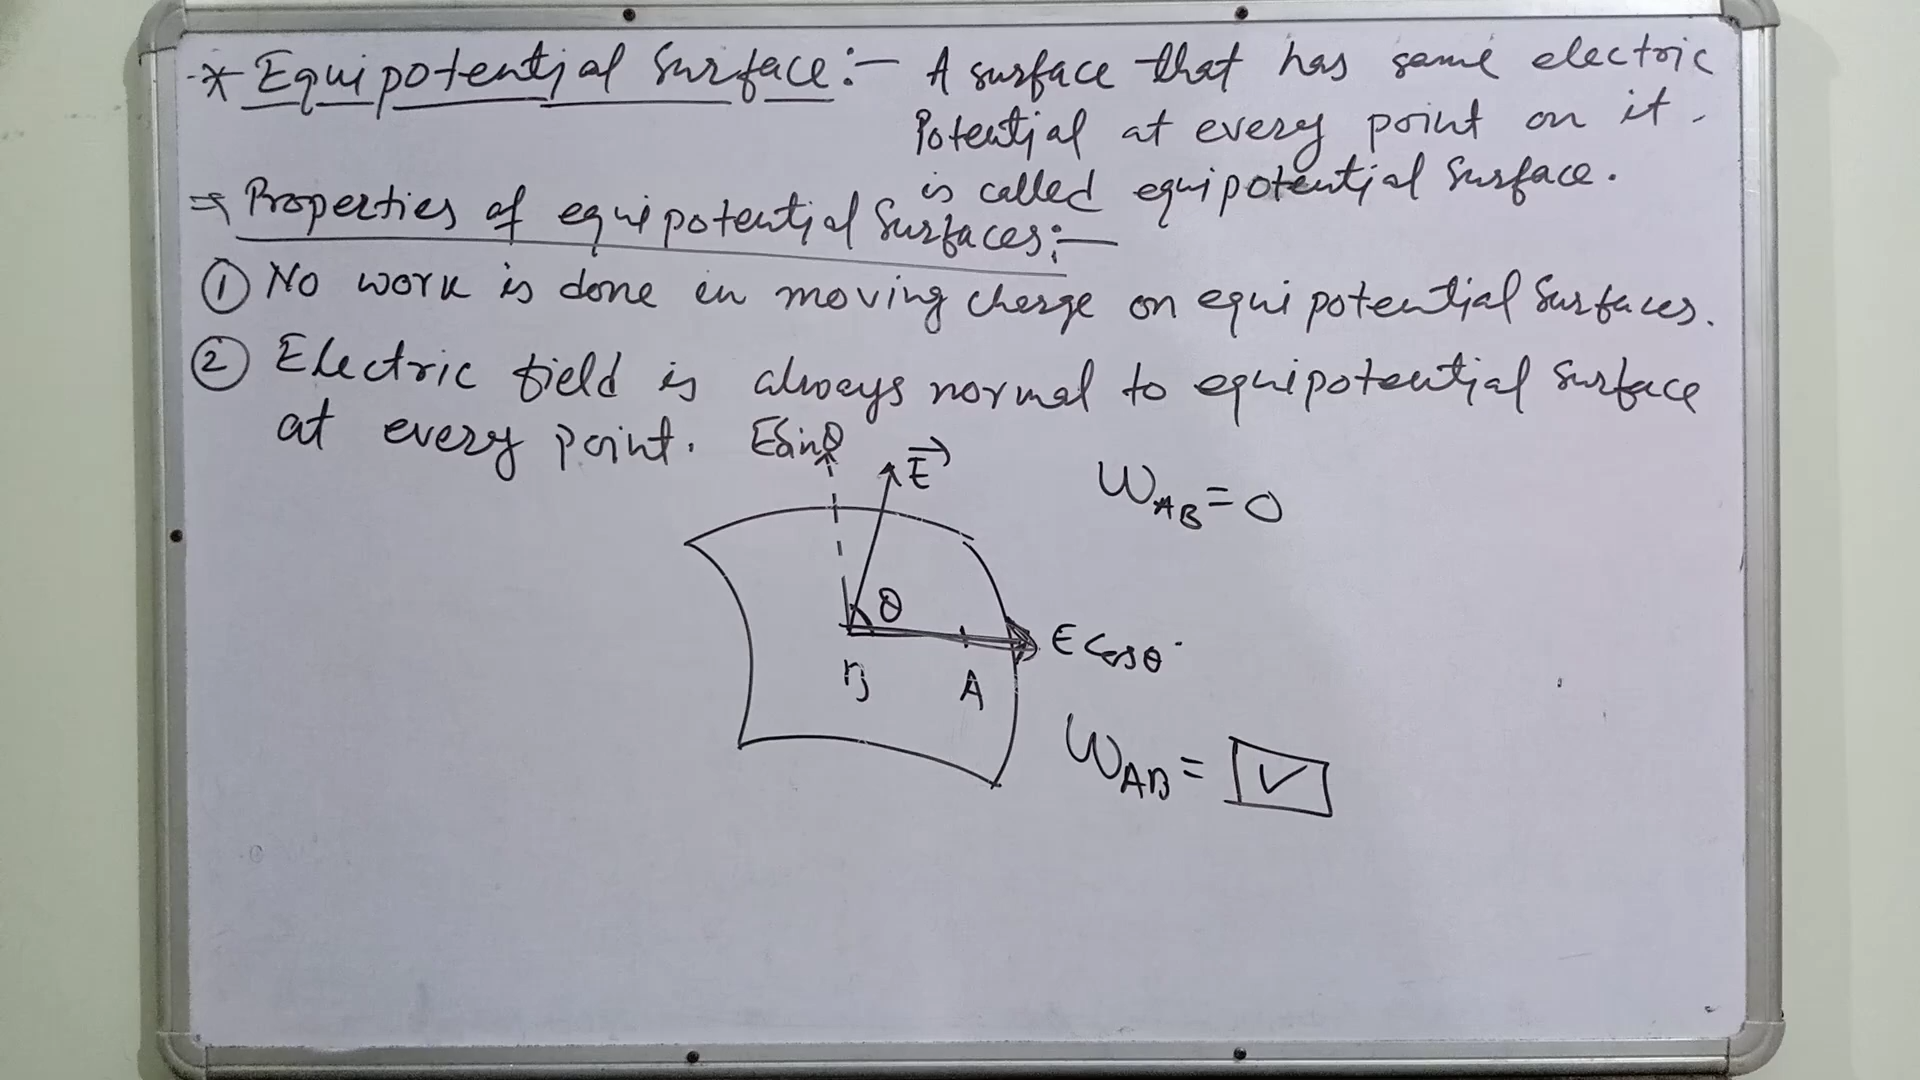 * Equipotential Surface:- A surface that has same electric
Potential at every point on it.
is called equipotential Surface.
⇒ Properties of equipotential Surfaces:-
① No work is done in moving charge on equipotential Surfaces.
② Electric field is always normal to equipotential Surface
at every point.
E Sinθ
E⃗
W_AB = 0
θ
E Cosθ
B A
W_AB = ✓